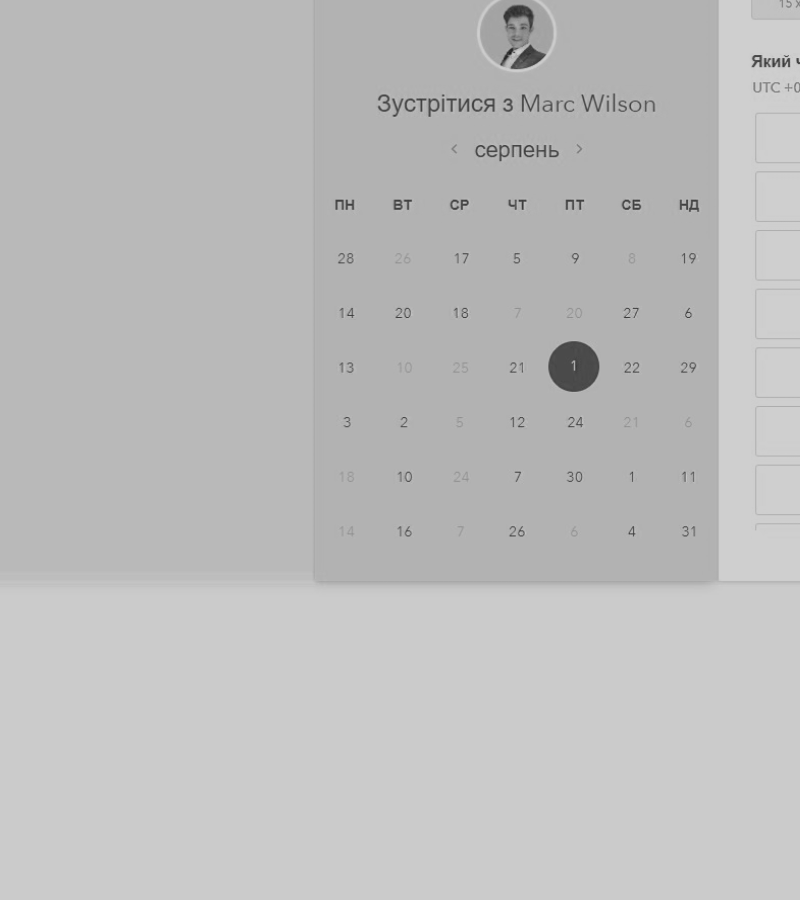 15 x
Зустрітися з Marc Wilson
Який ч
UTC +0
серпень
ПН ВТ СР ЧТ ПТ СБ НД
28 26 17 5 9 8 19
14 20 18 7 20 27 6
13 10 25 21 1 22 29
3 2 5 12 24 21 6
18 10 24 7 30 1 11
14 16 7 26 6 4 31